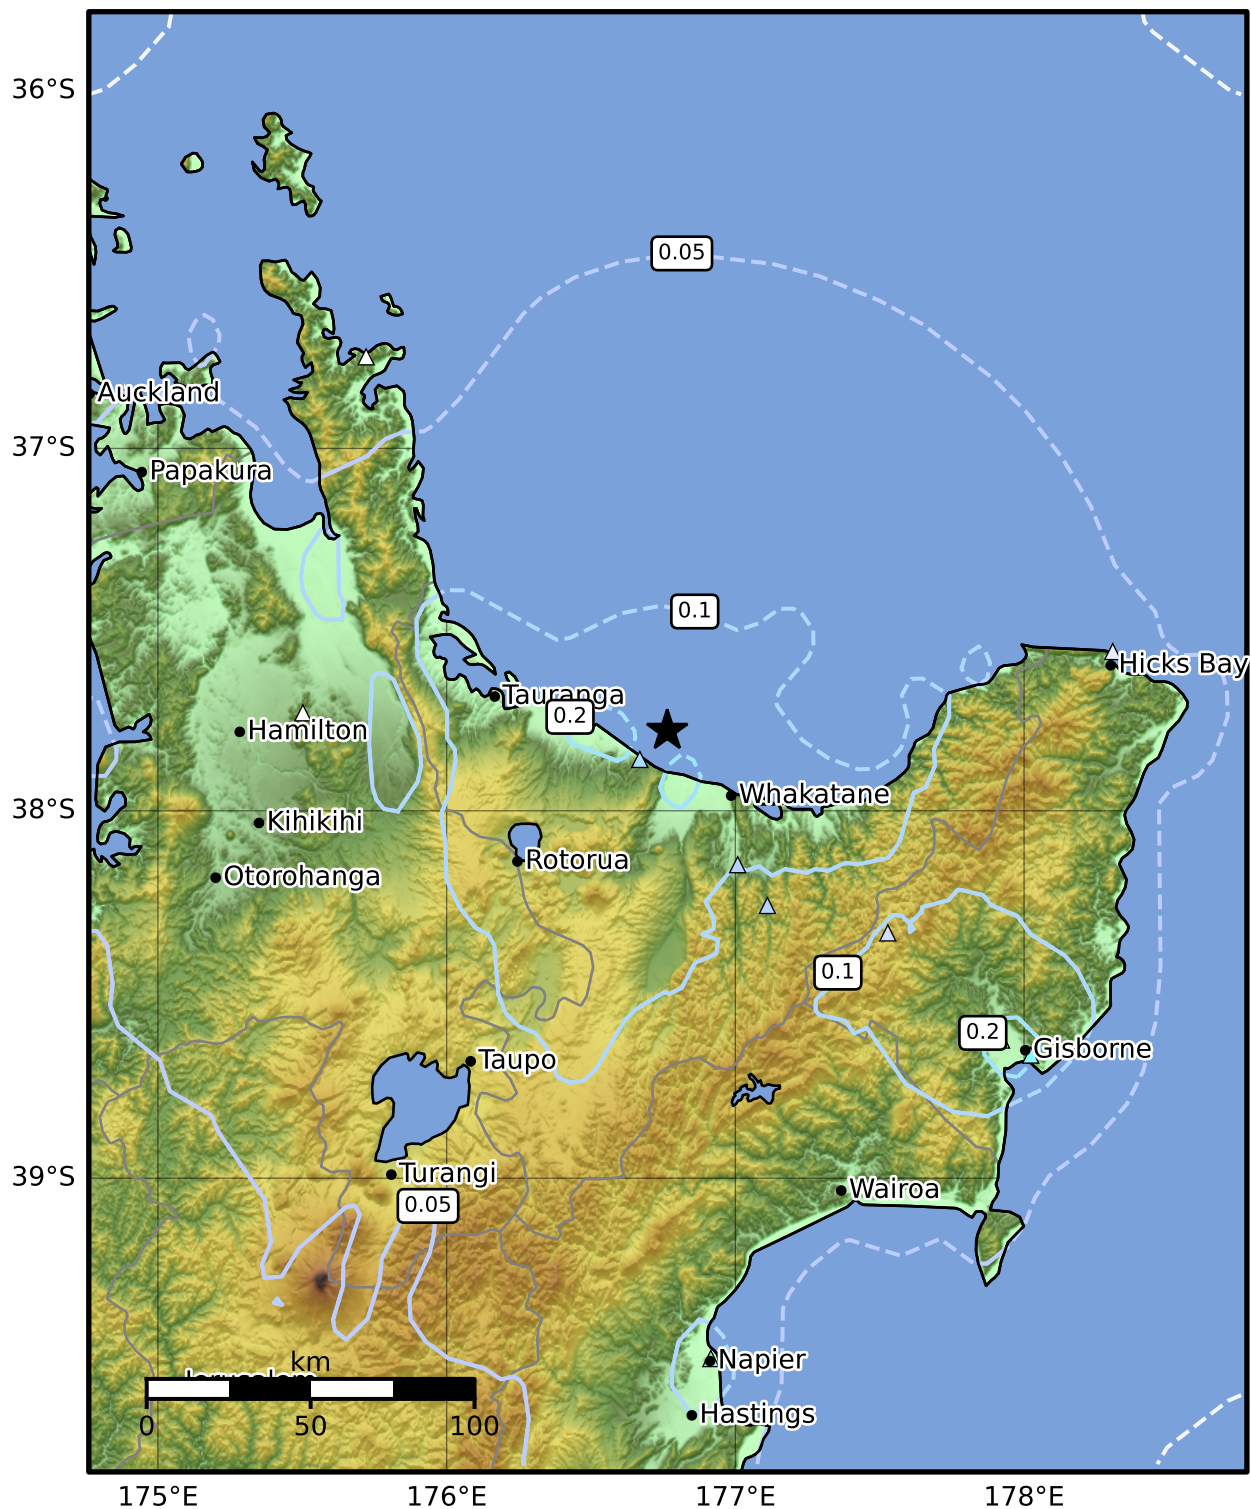 36°S
0.05
Auckland
37°S
Papakura
0.1
Hicks Bay
Tauranga
0.2
Hamilton
Whakatane
38°S
Kihikihi
Rotorua
Otorohanga
0.1
0.2
Gisborne
Taupo
39°S
Turangi
Wairoa
0.05
km
Napier
Jerusalem
Hastings
0 50 100
175°E 176°E 177°E 178°E